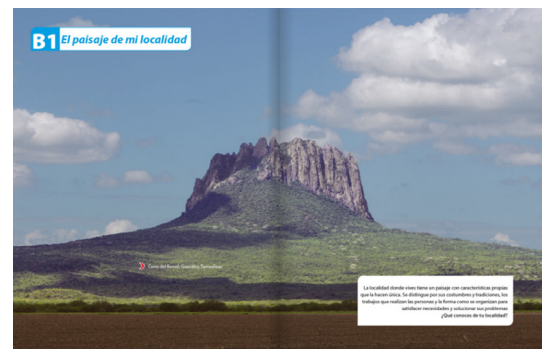 B1 El paisaje de mi localidad
Cerro del Bernal, González, Tamaulipas
La localidad donde vives tiene un paisaje con características propias
que la hacen única. Se distingue por sus costumbres y tradiciones, los
trabajos que realizan las personas y la forma como se organizan para
satisfacer necesidades y solucionar sus problemas
¿Qué conoces de tu localidad?